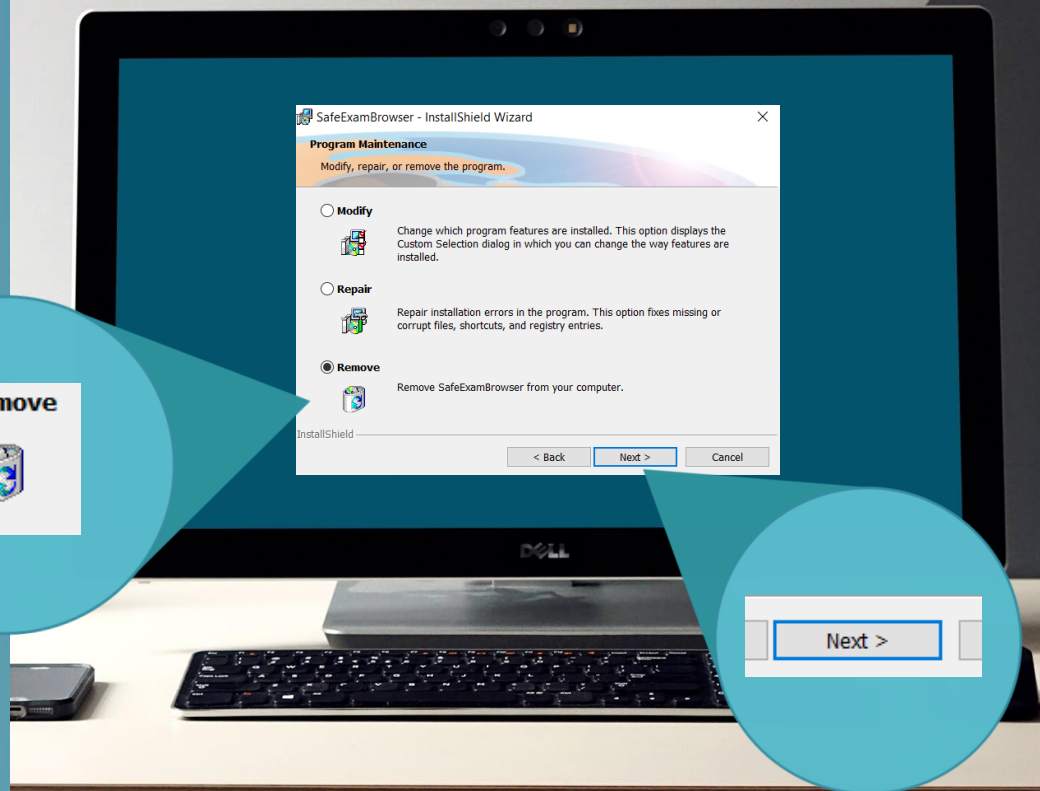 SafeExamBrowser - InstallShield Wizard
Program Maintenance
Modify, repair, or remove the program.
Modify
Change which program features are installed. This option displays the
Custom Selection dialog in which you can change the way features are
installed.
Repair
Repair installation errors in the program. This option fixes missing or
corrupt files, shortcuts, and registry entries.
Remove
Remove SafeExamBrowser from your computer.
InstallShield
< Back Next > Cancel
move
DELL
Next >